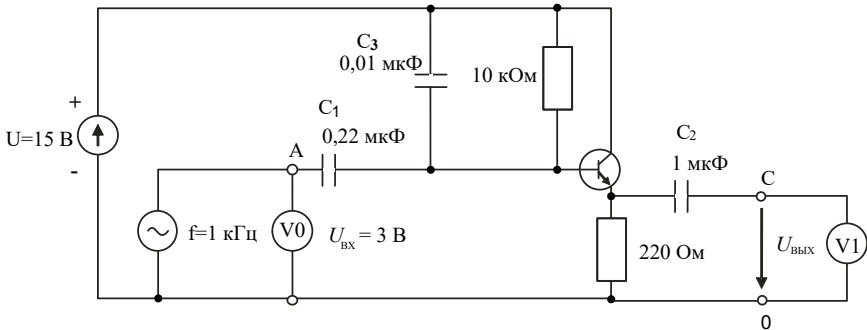 C3
0,01 мкФ
10 кОм
+
U=15 В
-
C1
0,22 мкФ
A
C2
1 мкФ
C
f=1 кГц
V0
Uвх = 3 В
220 Ом
Uвых
V1
0